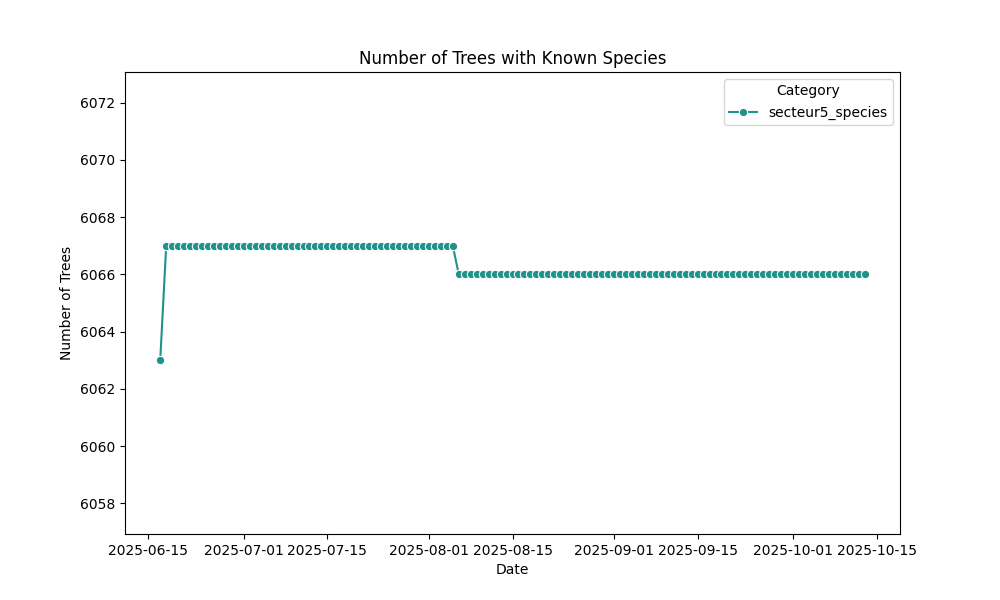 Number of Trees with Known Species
Category
secteur5_species
Number of Trees
6072
6070
6068
6066
6064
6062
6060
6058
2025-06-15 2025-07-01 2025-07-15 2025-08-01 2025-08-15 2025-09-01 2025-09-15 2025-10-01 2025-10-15
Date